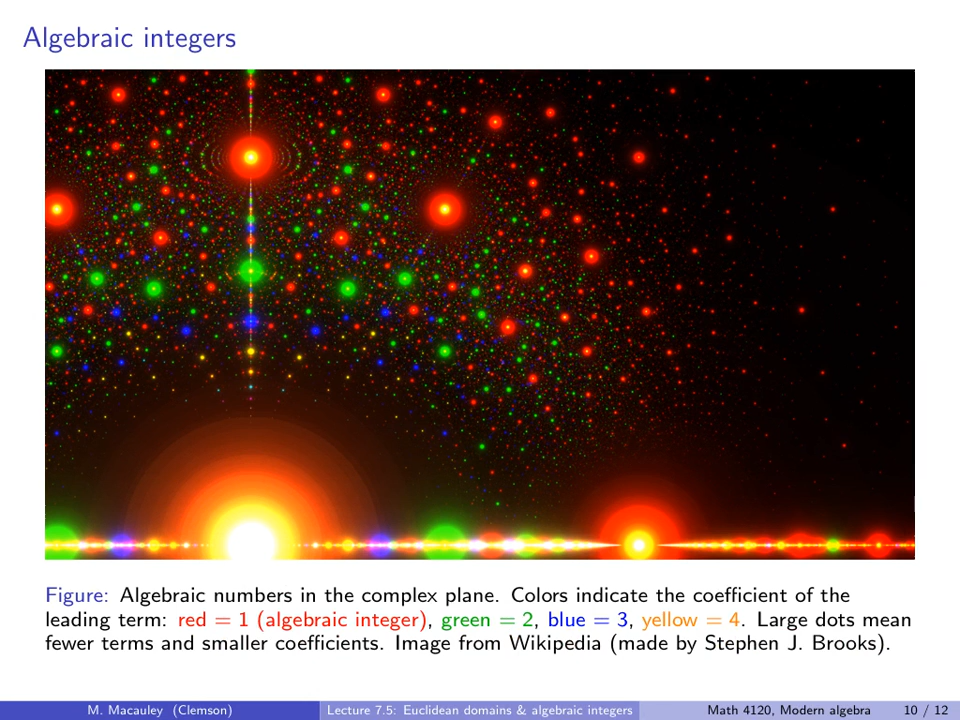 Algebraic integers
Figure: Algebraic numbers in the complex plane. Colors indicate the coefficient of the
leading term: red = 1 (algebraic integer), green = 2, blue = 3, yellow = 4. Large dots mean
fewer terms and smaller coefficients. Image from Wikipedia (made by Stephen J. Brooks).
M. Macauley (Clemson) Lecture 7.5: Euclidean domains & algebraic integers Math 4120, Modern algebra 10 / 12